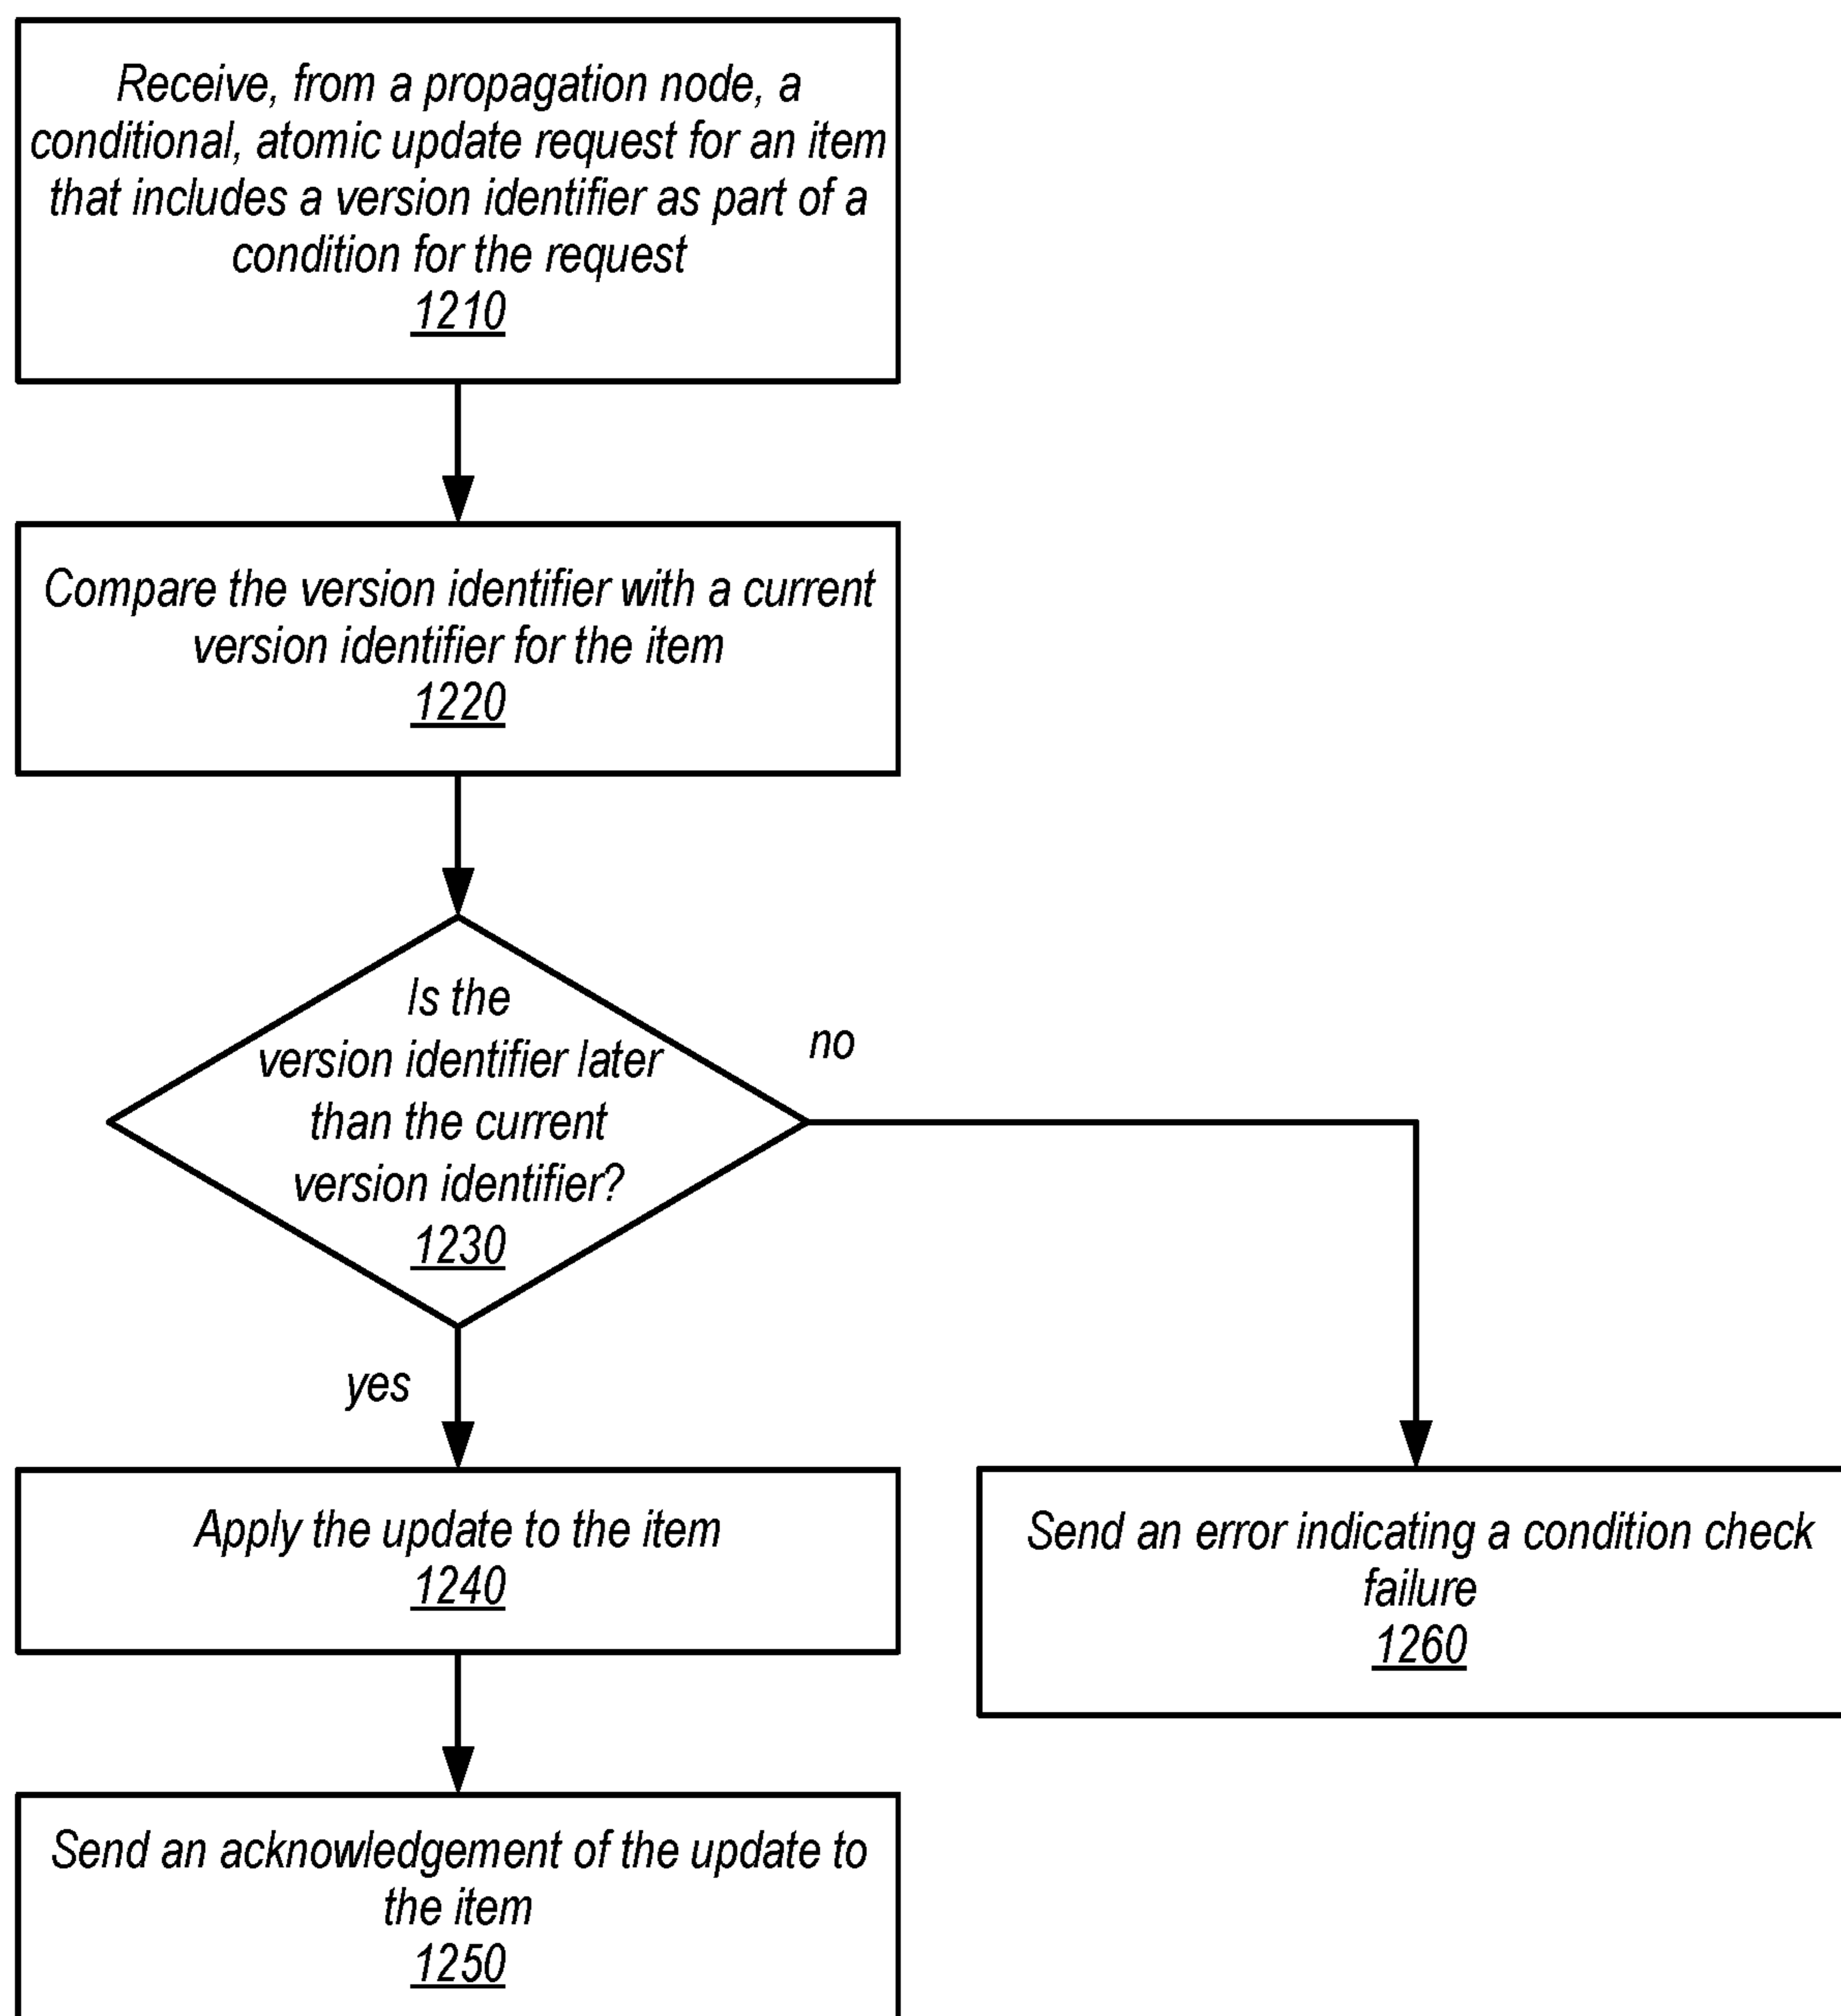 Receive, from a propagation node, a
conditional, atomic update request for an item
that includes a version identifier as part of a
condition for the request
1210
Compare the version identifier with a current
version identifier for the item
1220
Is the
version identifier later
than the current
version identifier?
1230
no
yes
Apply the update to the item
1240
Send an error indicating a condition check
failure
1260
Send an acknowledgement of the update to
the item
1250